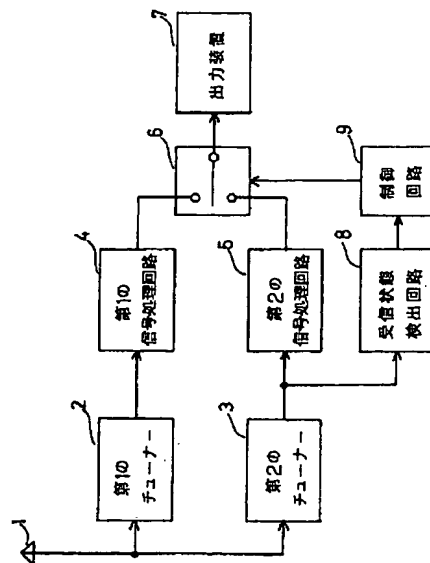 1
2
第1の
チューナー
3
第2の
チューナー
4
第1の
信号処理回路
5
第2の
信号処理回路
6
7
出力装置
8
受信状態
検出回路
9
制御
回路